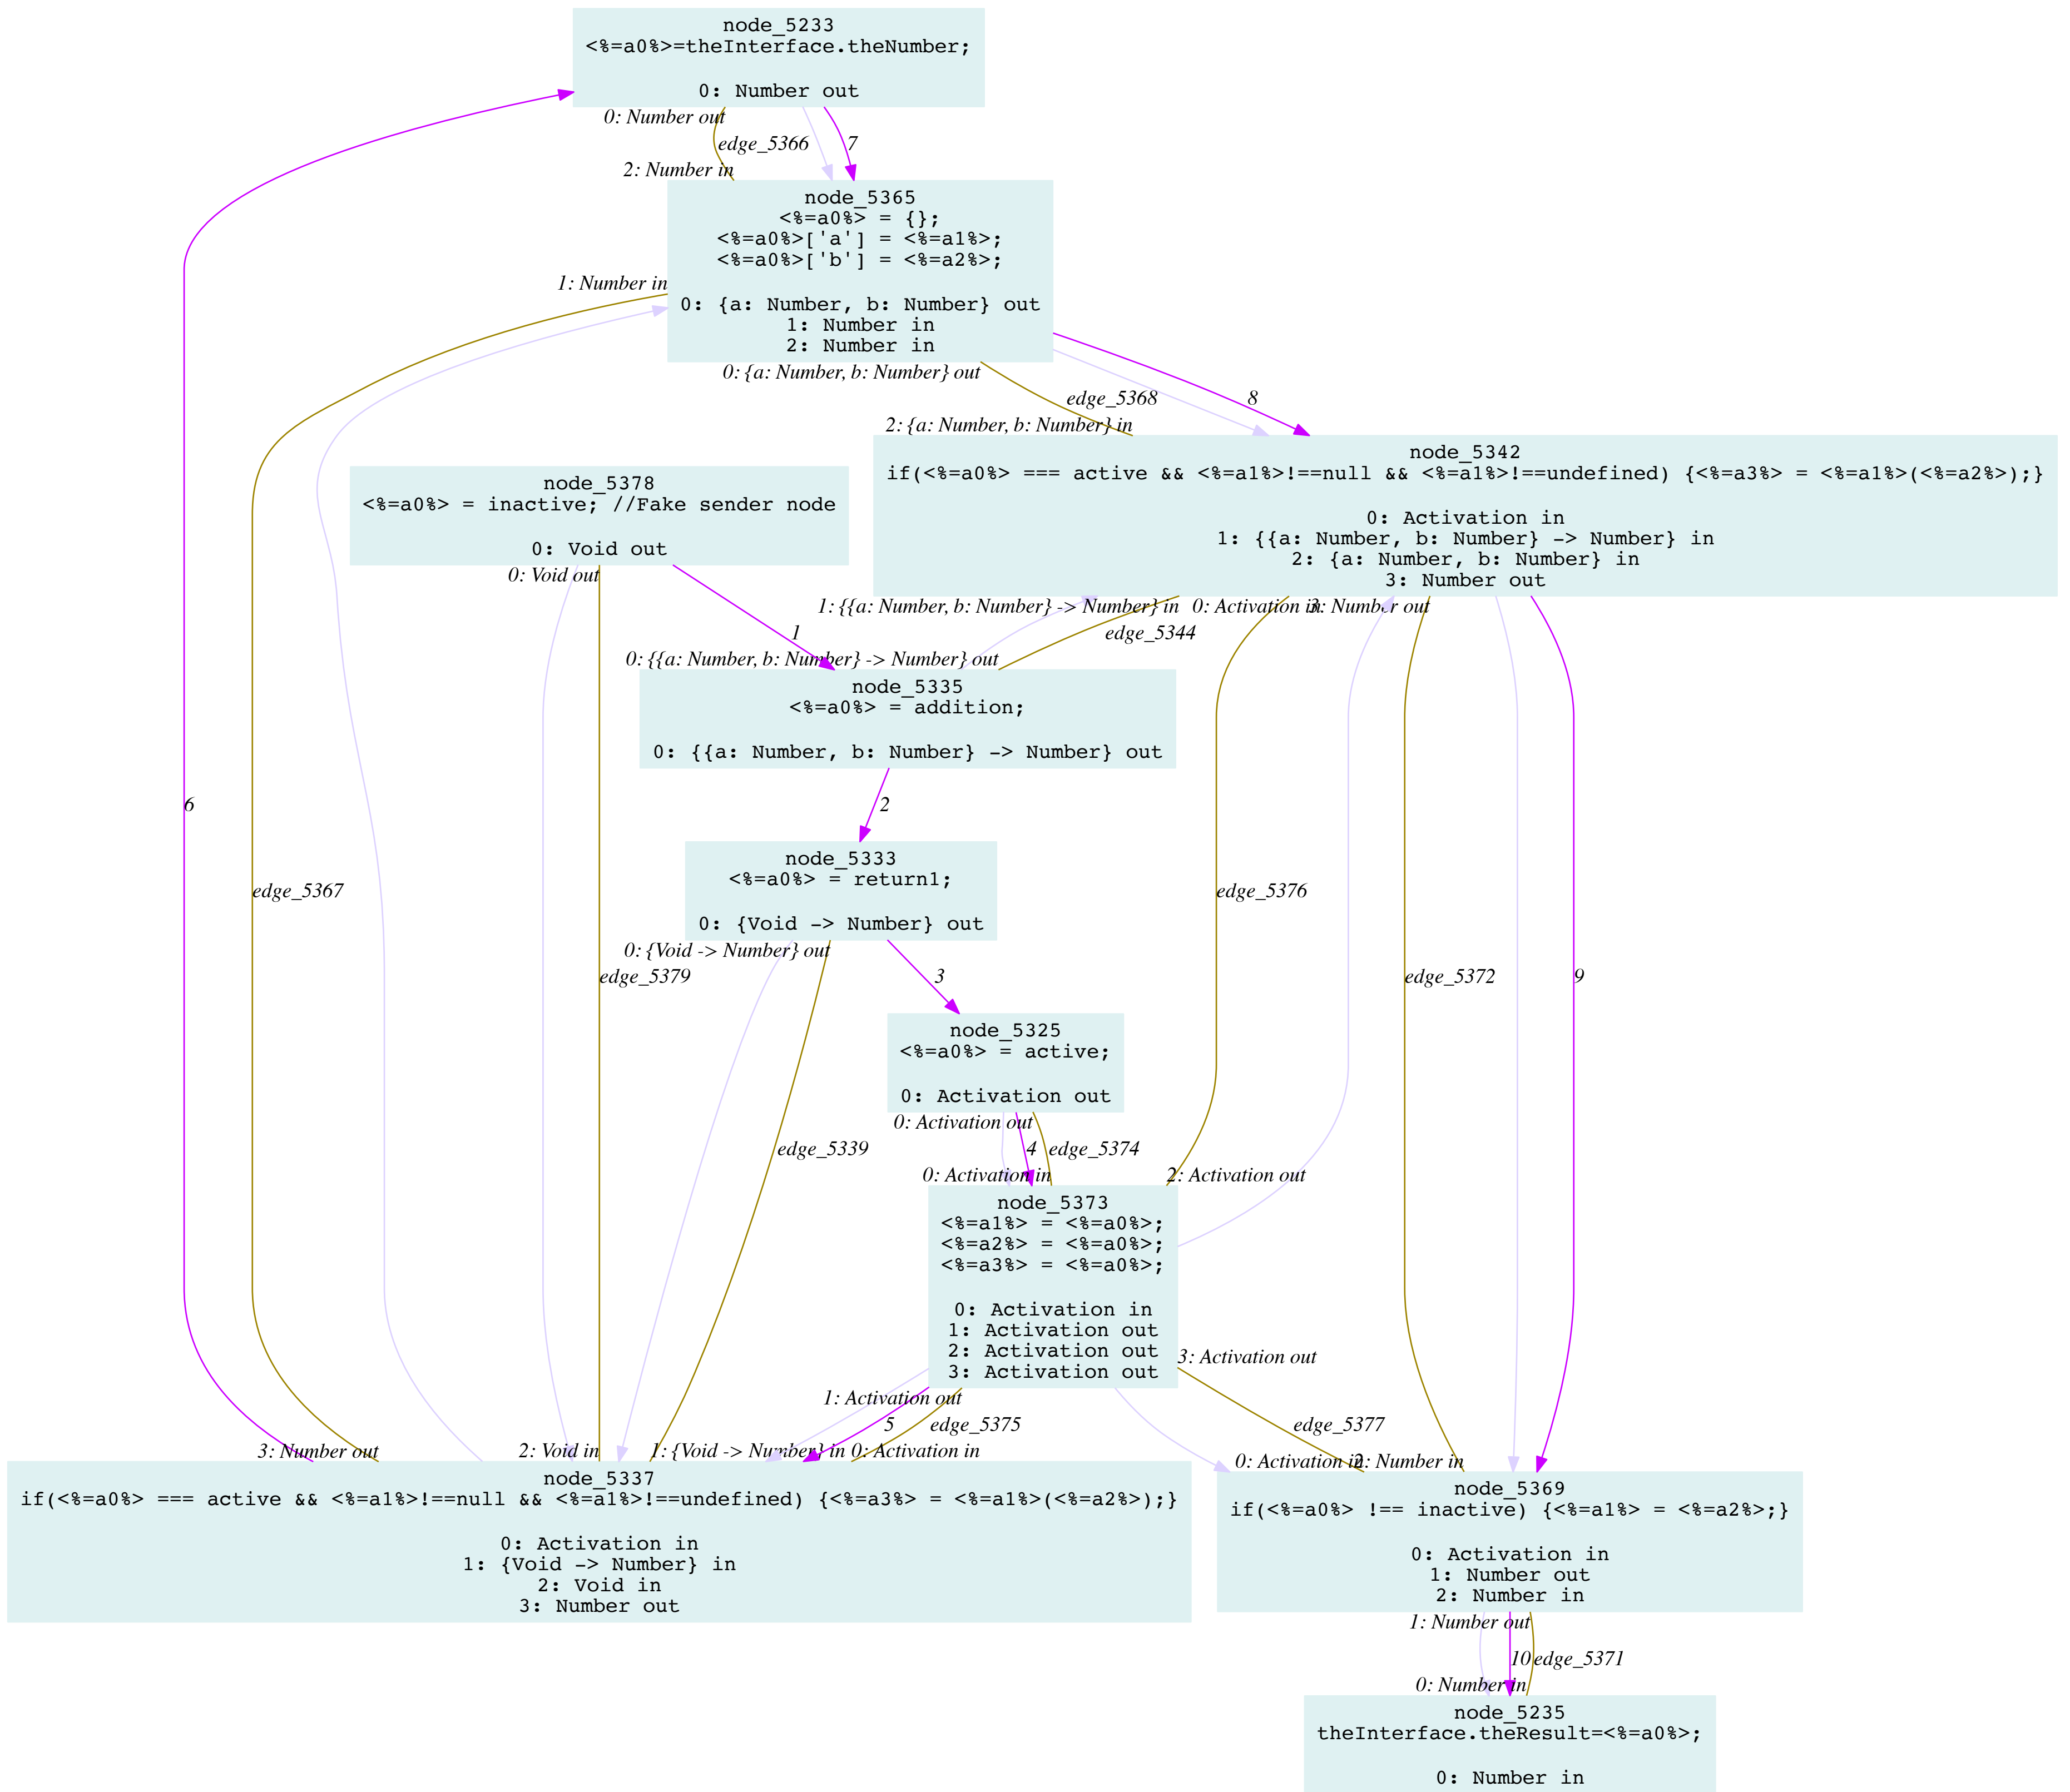 node_5233
<%=a0%>=theInterface.theNumber;
0: Number out
0: Number out
edge_5366
7
2: Number in
node_5365
<%=a0%> = {};
<%=a0%>['a'] = <%=a1%>;
<%=a0%>['b'] = <%=a2%>;
0: {a: Number, b: Number} out
1: Number in
2: Number in
1: Number in
0: {a: Number, b: Number} out
edge_5368
8
2: {a: Number, b: Number} in
node_5342
if(<%=a0%> === active && <%=a1%>!==null && <%=a1%>!==undefined) {<%=a3%> = <%=a1%>(<%=a2%>);}
0: Activation in
1: {{a: Number, b: Number} -> Number} in
2: {a: Number, b: Number} in
3: Number out
node_5378
<%=a0%> = inactive; //Fake sender node
0: Void out
0: Void out
1: {{a: Number, b: Number} -> Number} in
0: Activation in
3: Number out
1
edge_5344
0: {{a: Number, b: Number} -> Number} out
node_5335
<%=a0%> = addition;
0: {{a: Number, b: Number} -> Number} out
6
2
node_5333
<%=a0%> = return1;
0: {Void -> Number} out
edge_5367
edge_5376
0: {Void -> Number} out
edge_5379
3
edge_5372
9
node_5325
<%=a0%> = active;
0: Activation out
0: Activation out
edge_5339
4
edge_5374
0: Activation in
2: Activation out
node_5373
<%=a1%> = <%=a0%>;
<%=a2%> = <%=a0%>;
<%=a3%> = <%=a0%>;
0: Activation in
1: Activation out
2: Activation out
3: Activation out
3: Activation out
1: Activation out
5
edge_5375
edge_5377
3: Number out
2: Void in
1: {Void -> Number} in
0: Activation in
0: Activation in
2: Number in
node_5337
if(<%=a0%> === active && <%=a1%>!==null && <%=a1%>!==undefined) {<%=a3%> = <%=a1%>(<%=a2%>);}
0: Activation in
1: {Void -> Number} in
2: Void in
3: Number out
node_5369
if(<%=a0%> !== inactive) {<%=a1%> = <%=a2%>;}
0: Activation in
1: Number out
2: Number in
1: Number out
10
edge_5371
0: Number in
node_5235
theInterface.theResult=<%=a0%>;
0: Number in